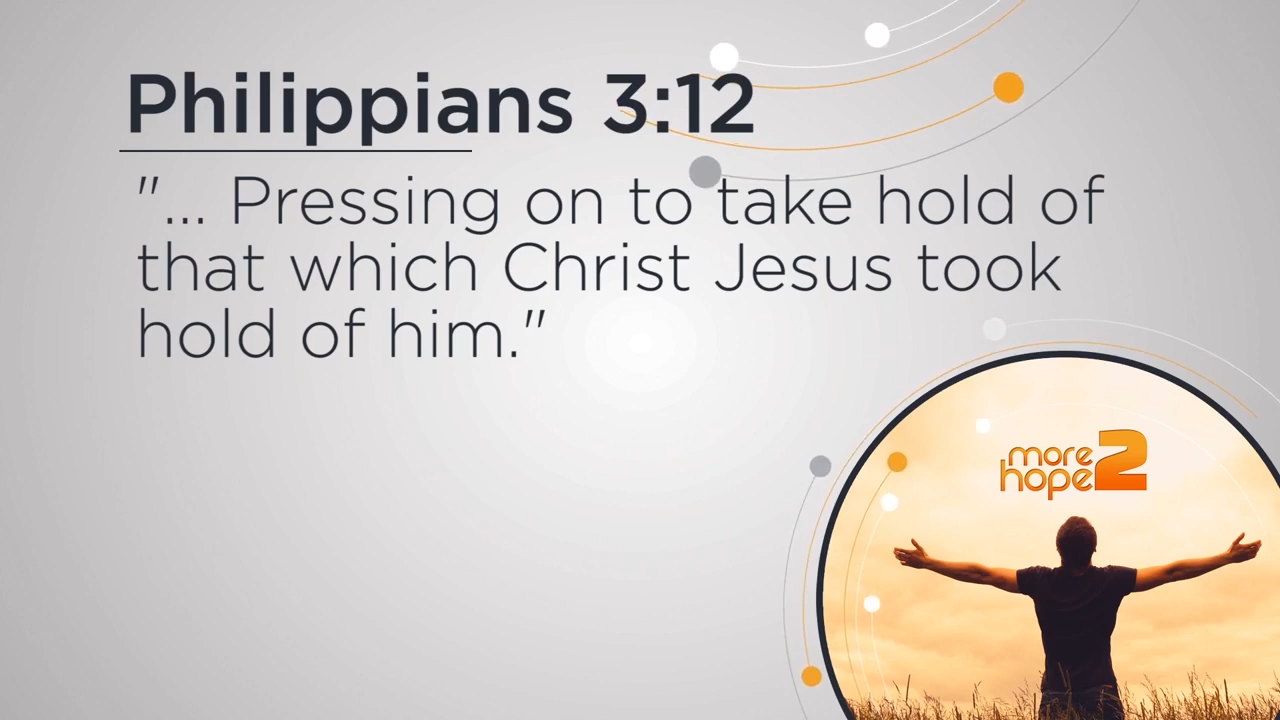 Philippians 3:12
"... Pressing on to take hold of
that which Christ Jesus took
hold of him."
more
hope2